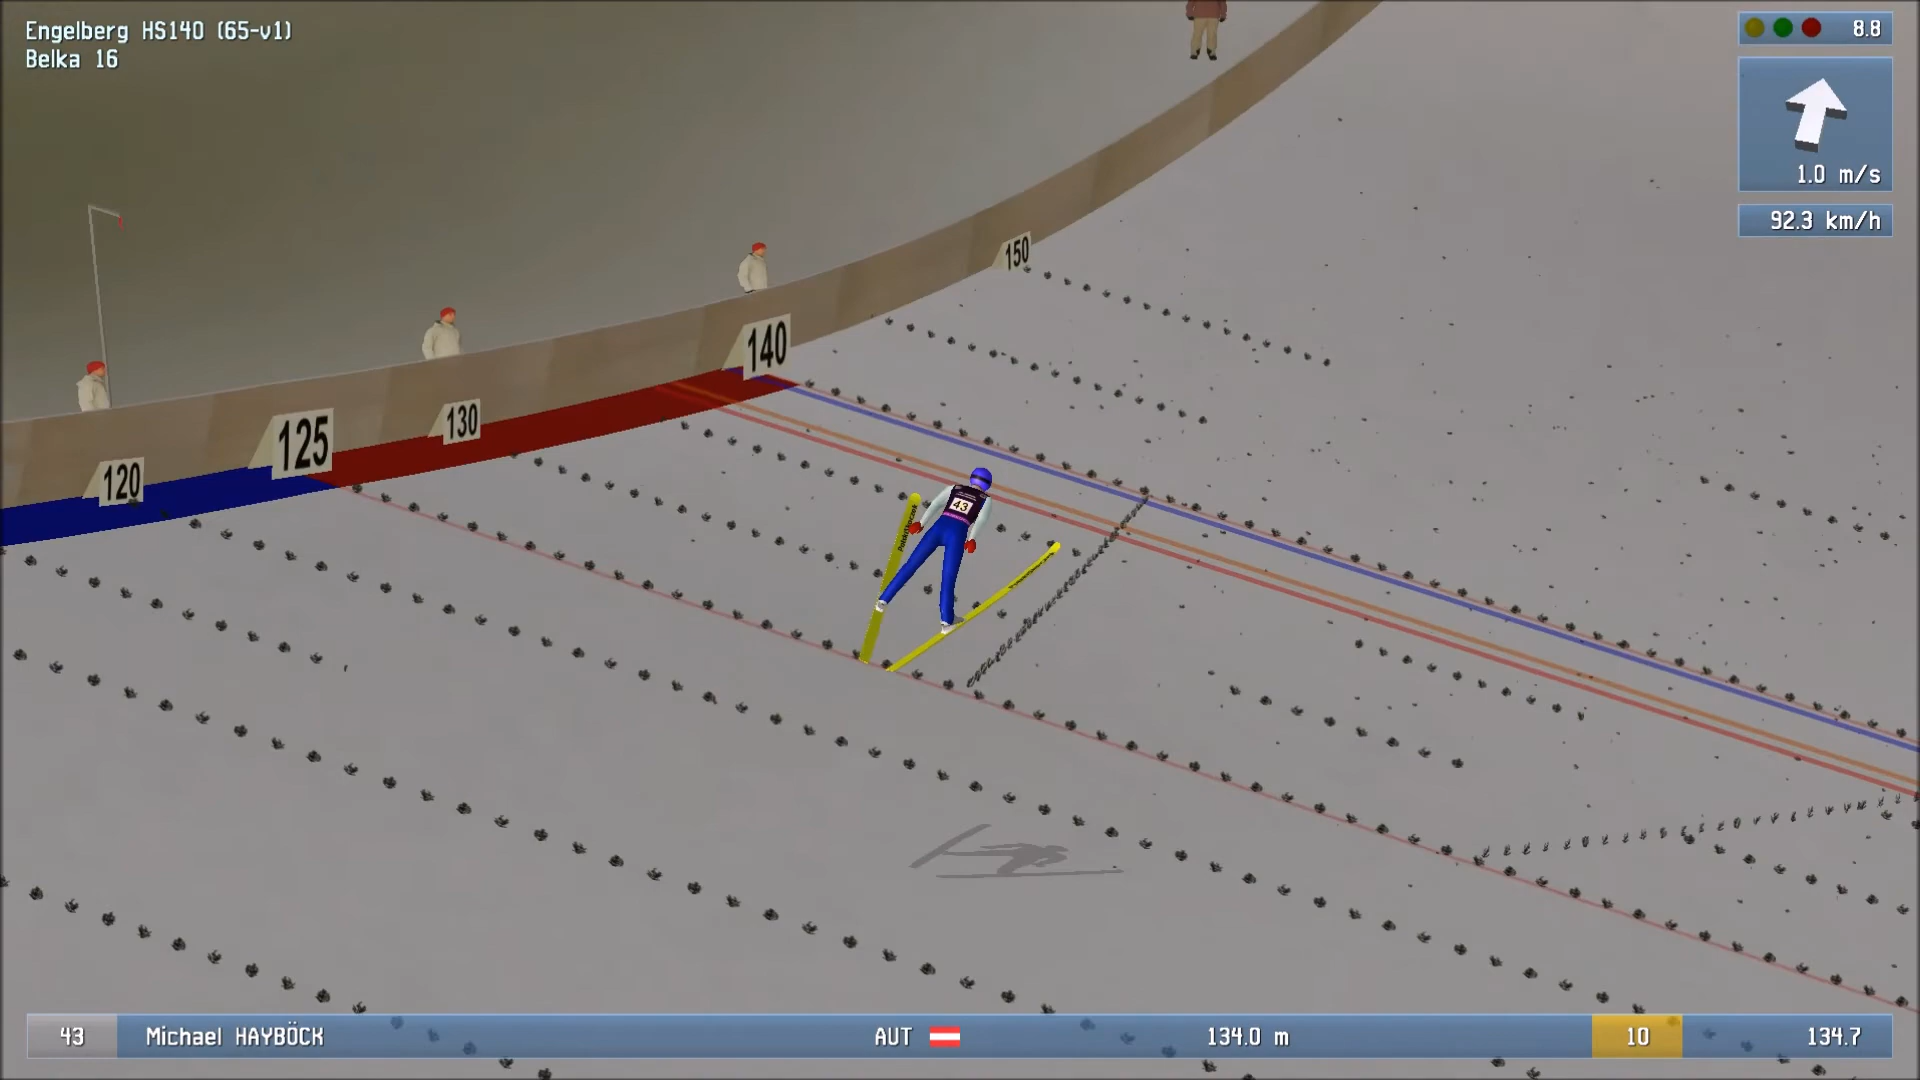 Engelberg HS140 (65-v1)
Belka 16
8.8
1.0 m/s
92.3 km/h
150
140
130
125
120
43
43 Michael HAYBÖCK AUT 134.0 m 10 134.7